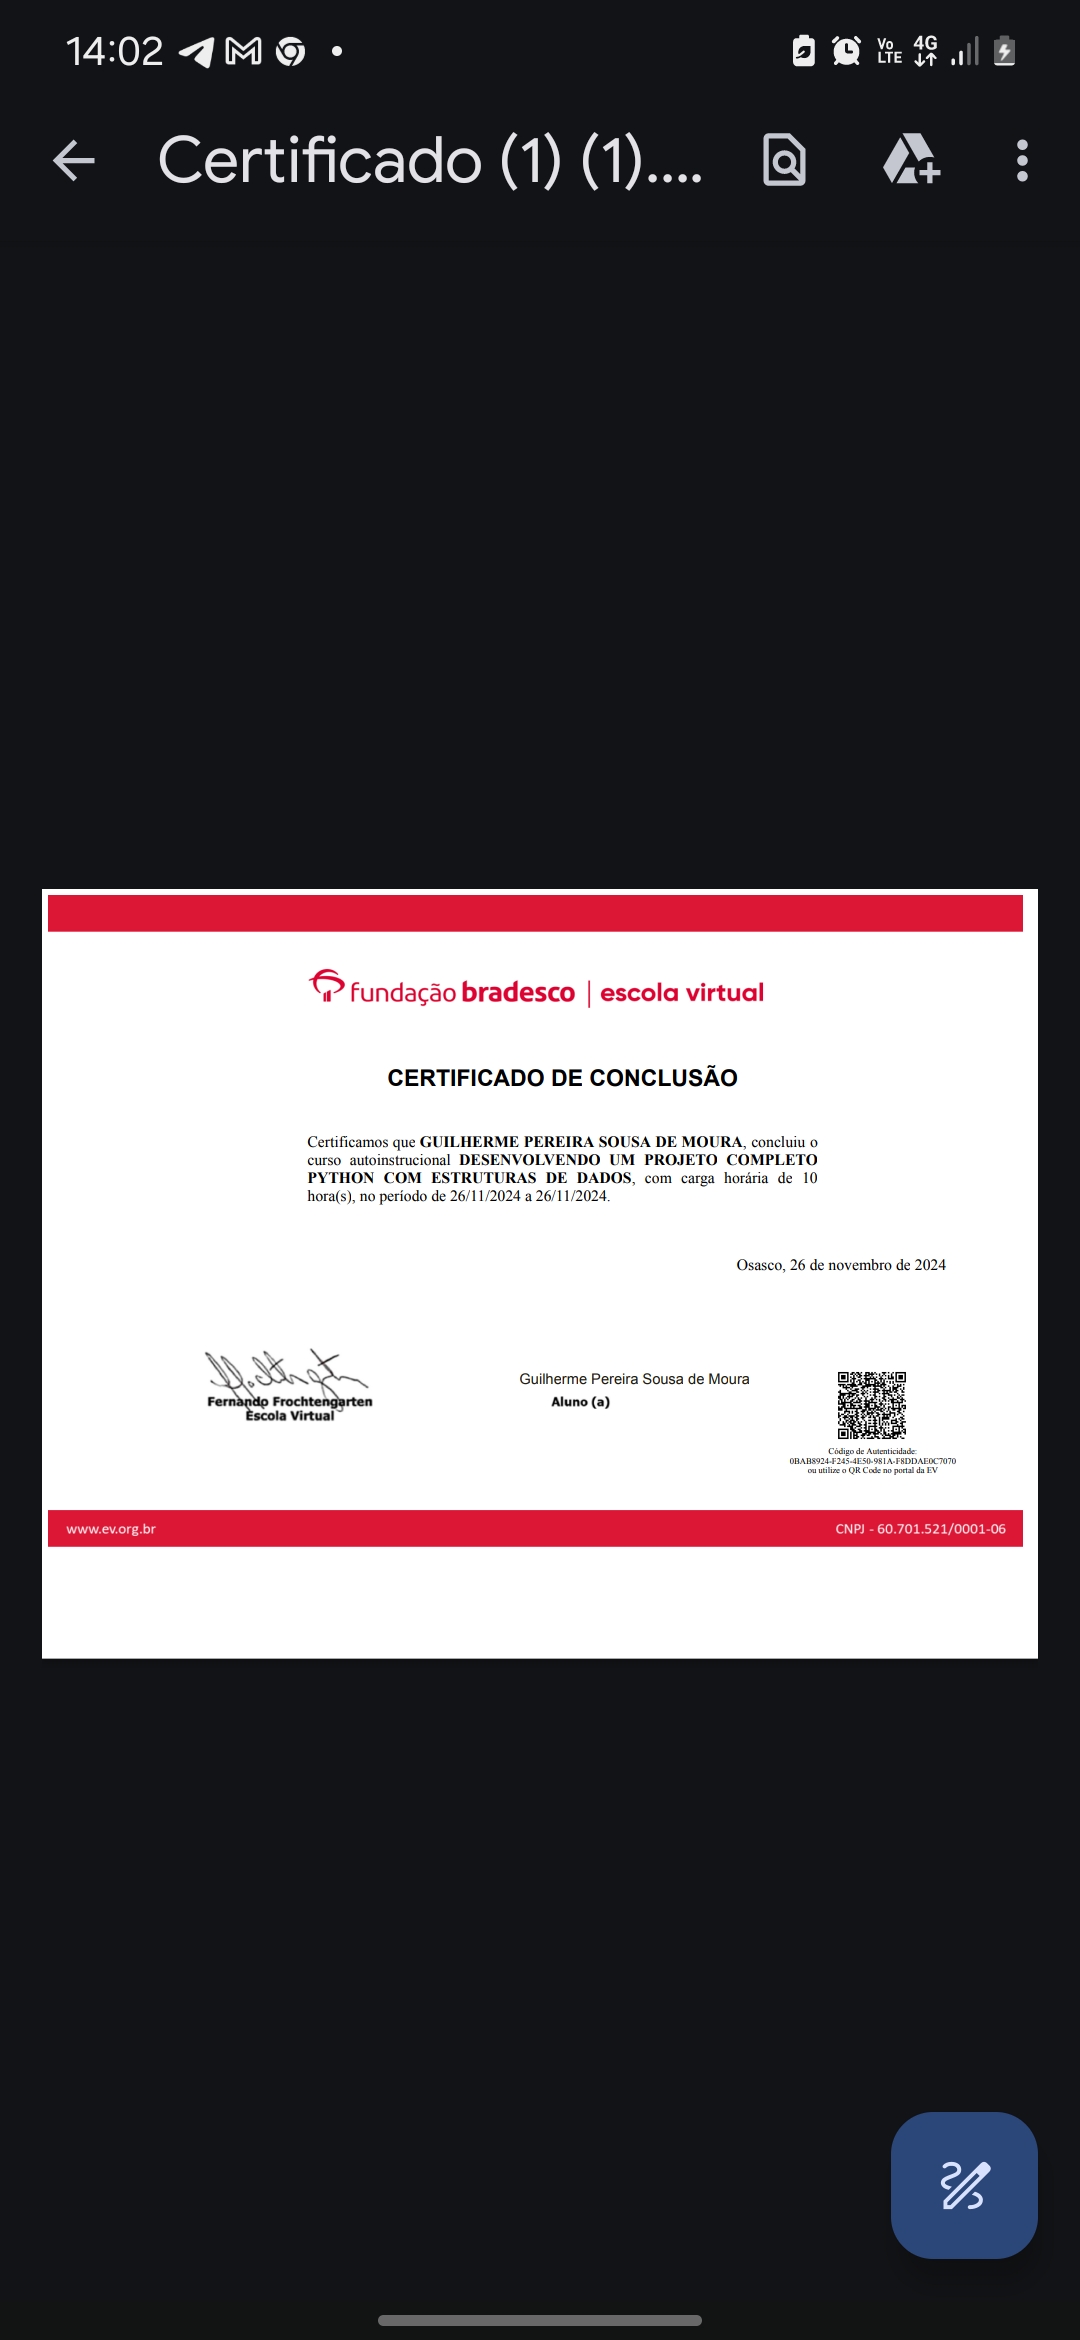 14:02
Vo
LTE
4G
Certificado (1) (1)....
fundação bradesco | escola virtual
CERTIFICADO DE CONCLUSÃO
Certificamos que GUILHERME PEREIRA SOUSA DE MOURA, concluiu o
curso autoinstrucional DESENVOLVENDO UM PROJETO COMPLETO
PYTHON COM ESTRUTURAS DE DADOS, com carga horária de 10
hora(s), no período de 26/11/2024 a 26/11/2024.
Osasco, 26 de novembro de 2024
Fernando Frochtengarten
Escola Virtual
Guilherme Pereira Sousa de Moura
Aluno (a)
Código de Autenticidade:
0BAB8924-F245-4E50-981A-F8DDAE0C7070
ou utilize o QR Code no portal da EV
www.ev.org.br
CNPJ - 60.701.521/0001-06